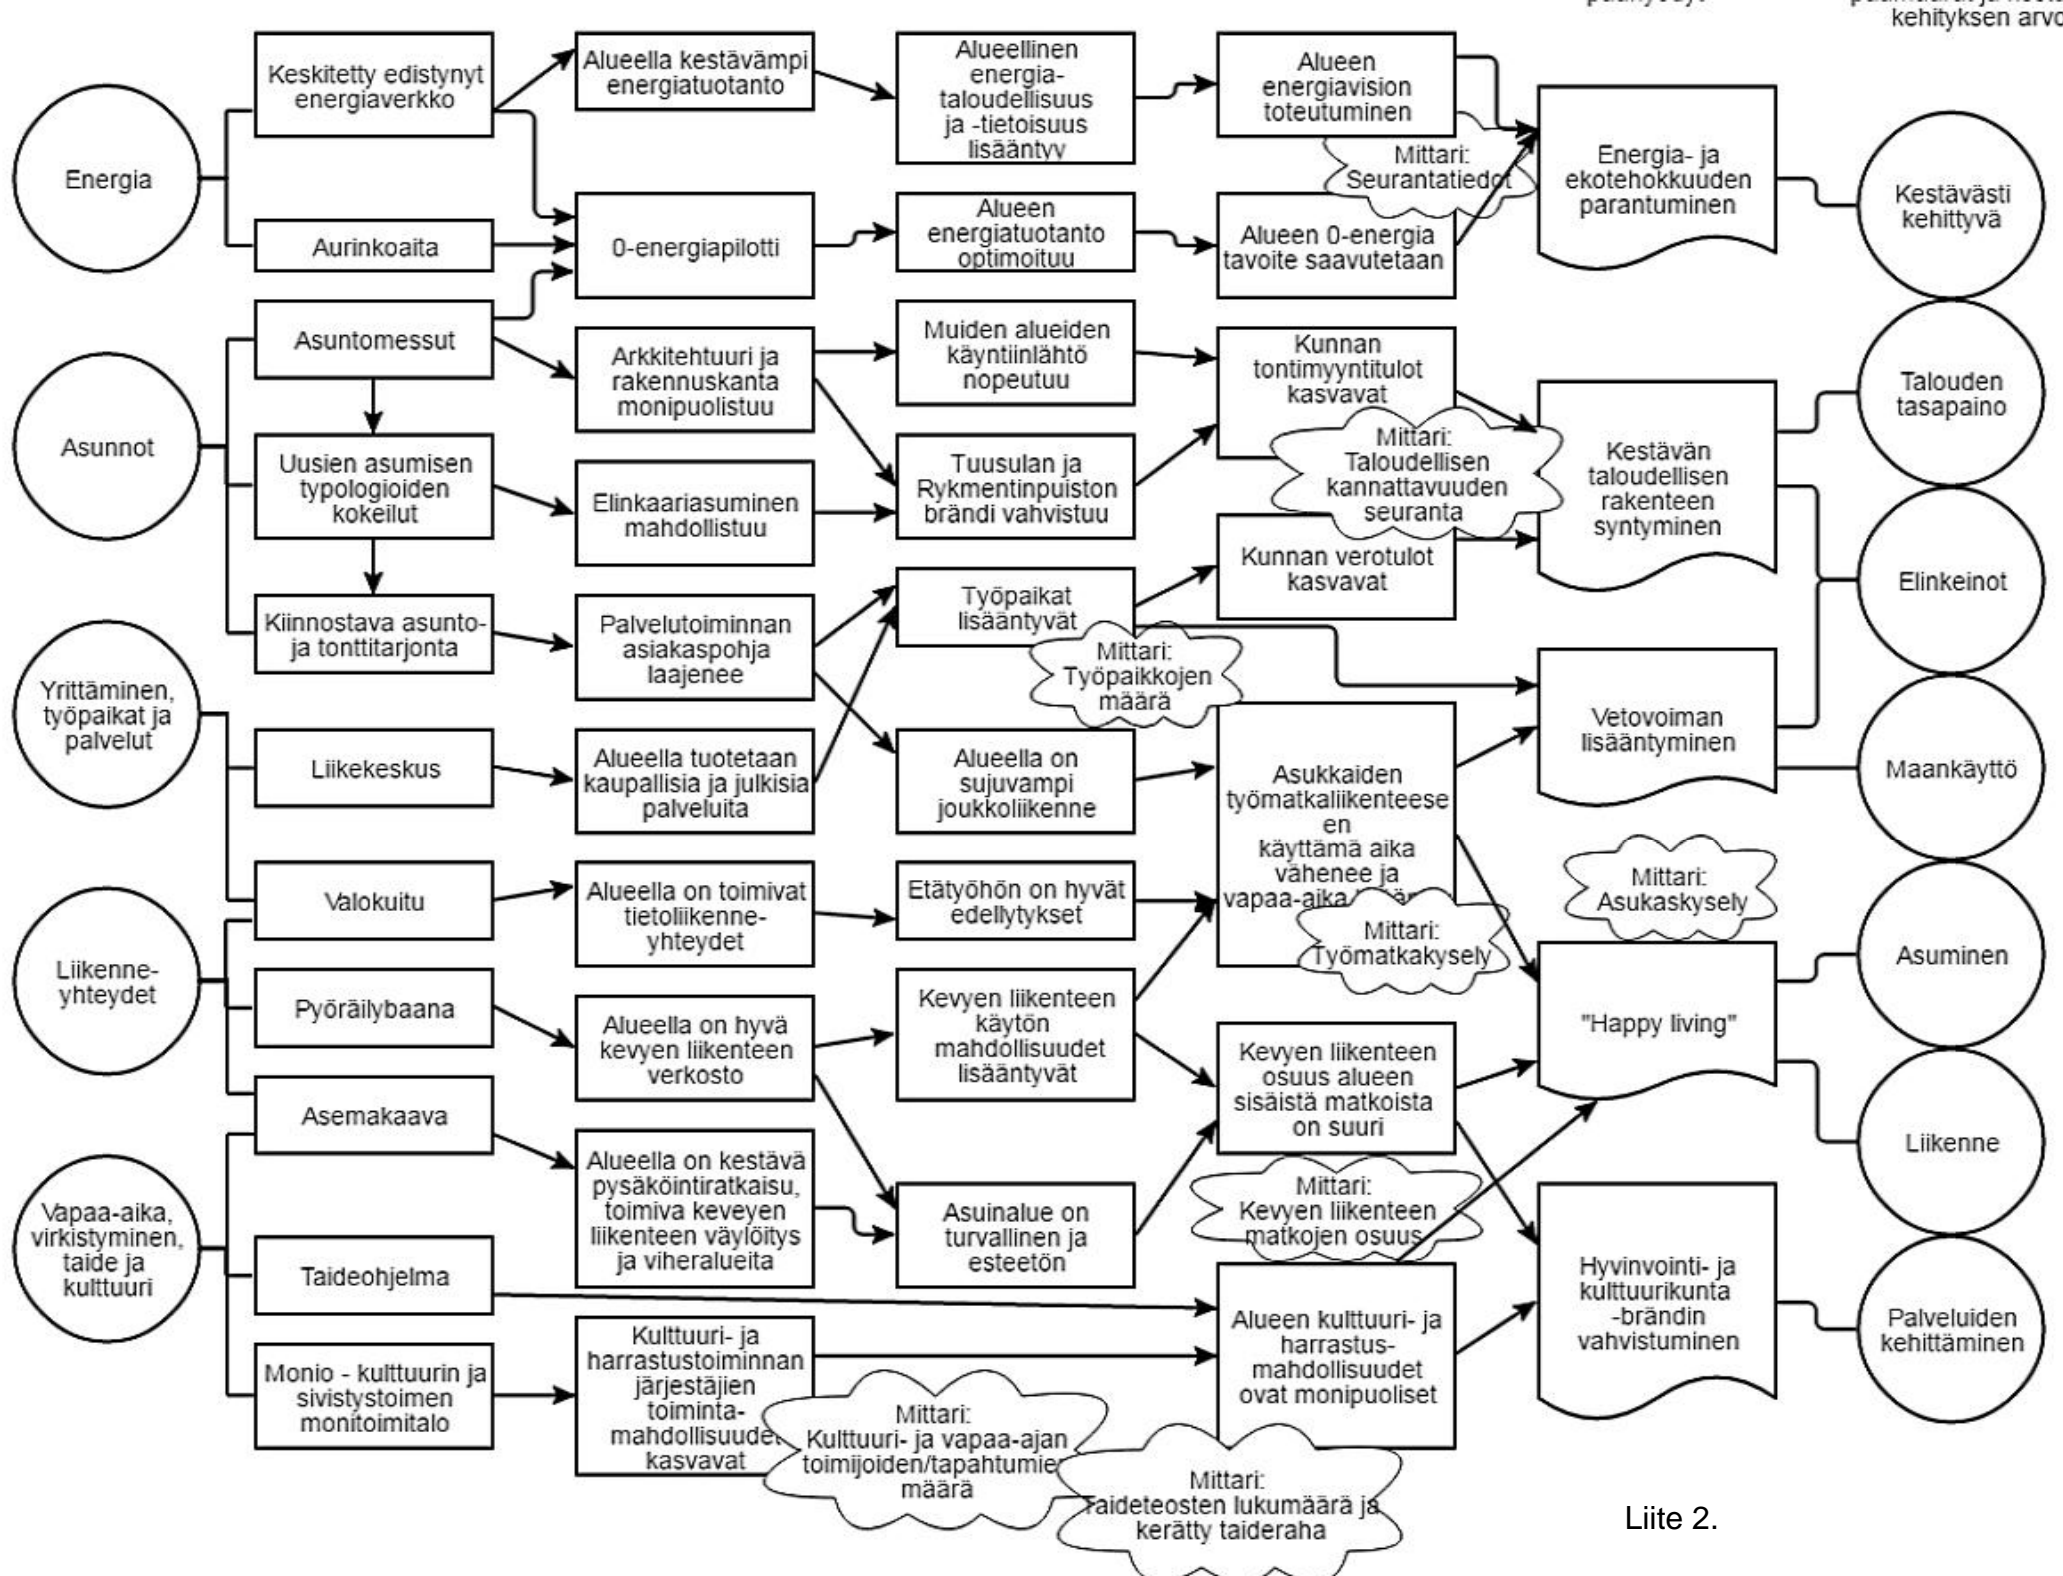 kehityksen arvo
Energia
Asunnot
Yrittäminen,
työpaikat ja
palvelut
Liikenne-
yhteydet
Vapaa-aika,
virkistyminen,
taide ja
kulttuuri
Keskitetty edistynyt
energiaverkko
Aurinkoaita
Asuntomessut
Uusien asumisen
typologioiden
kokeilut
Kiinnostava asunto-
ja tonttitarjonta
Liikekeskus
Valokuitu
Pyöräilybaana
Asemakaava
Taideohjelma
Monio - kulttuurin ja
sivistystoimen
monitoimitalo
Alueella kestävämpi
energiatuotanto
0-energiapilotti
Arkkitehtuuri ja
rakennuskanta
monipuolistuu
Elinkaariasuminen
mahdollistuu
Palvelutoiminnan
asiakaspohja
laajenee
Alueella tuotetaan
kaupallisia ja julkisia
palveluita
Alueella on toimivat
tietoliikenne-
yhteydet
Alueella on hyvä
kevyen liikenteen
verkosto
Alueella on kestävä
pysäköintiratkaisu,
toimiva keveyen
liikenteen väylöitys
ja viheralueita
Kulttuuri- ja
harrastustoiminnan
järjestäjien
toiminta-
mahdollisuudet
kasvavat
Mittari:
Kulttuuri- ja vapaa-ajan
toimijoiden/tapahtumien
määrä
Alueellinen
energia-
taloudellisuus
ja -tietoisuus
lisääntyy
Alueen
energiatuotanto
optimoituu
Muiden alueiden
käyntiinlähtö
nopeutuu
Tuusulan ja
Rykmentinpuiston
brändi vahvistuu
Työpaikat
lisääntyvät
Mittari:
Työpaikkojen
määrä
Alueella on
sujuvampi
joukkoliikenne
Etätyöhön on hyvät
edellytykset
Kevyen liikenteen
käytön
mahdollisuudet
lisääntyvät
Asuinalue on
turvallinen ja
esteetön
Alueen
energiavision
toteutuminen
Mittari:
Seurantatiedot
Alueen 0-energia
tavoite saavutetaan
Kunnan
tontimyyntitulot
kasvavat
Mittari:
Taloudellisen
kannattavuuden
seuranta
Kunnan verotulot
kasvavat
Asukkaiden
työmatkaliikenteese
en
käyttämä aika
vähenee ja
vapaa-aika
Mittari:
Työmatkakysely
Kevyen liikenteen
osuus alueen
sisäistä matkoista
on suuri
Mittari:
Kevyen liikenteen
matkojen osuus
Alueen kulttuuri- ja
harrastus-
mahdollisuudet
ovat monipuoliset
Mittari:
Taideteosten lukumäärä ja
kerätty taideraha
Energia- ja
ekotehokkuuden
parantuminen
Kestävän
taloudellisen
rakenteen
syntyminen
Vetovoiman
lisääntyminen
Mittari:
Asukaskysely
"Happy living"
Hyvinvointi- ja
kulttuurikunta
-brändin
vahvistuminen
Kestävästi
kehittyvä
Talouden
tasapaino
Elinkeinot
Maankäyttö
Asuminen
Liikenne
Palveluiden
kehittäminen
Liite 2.